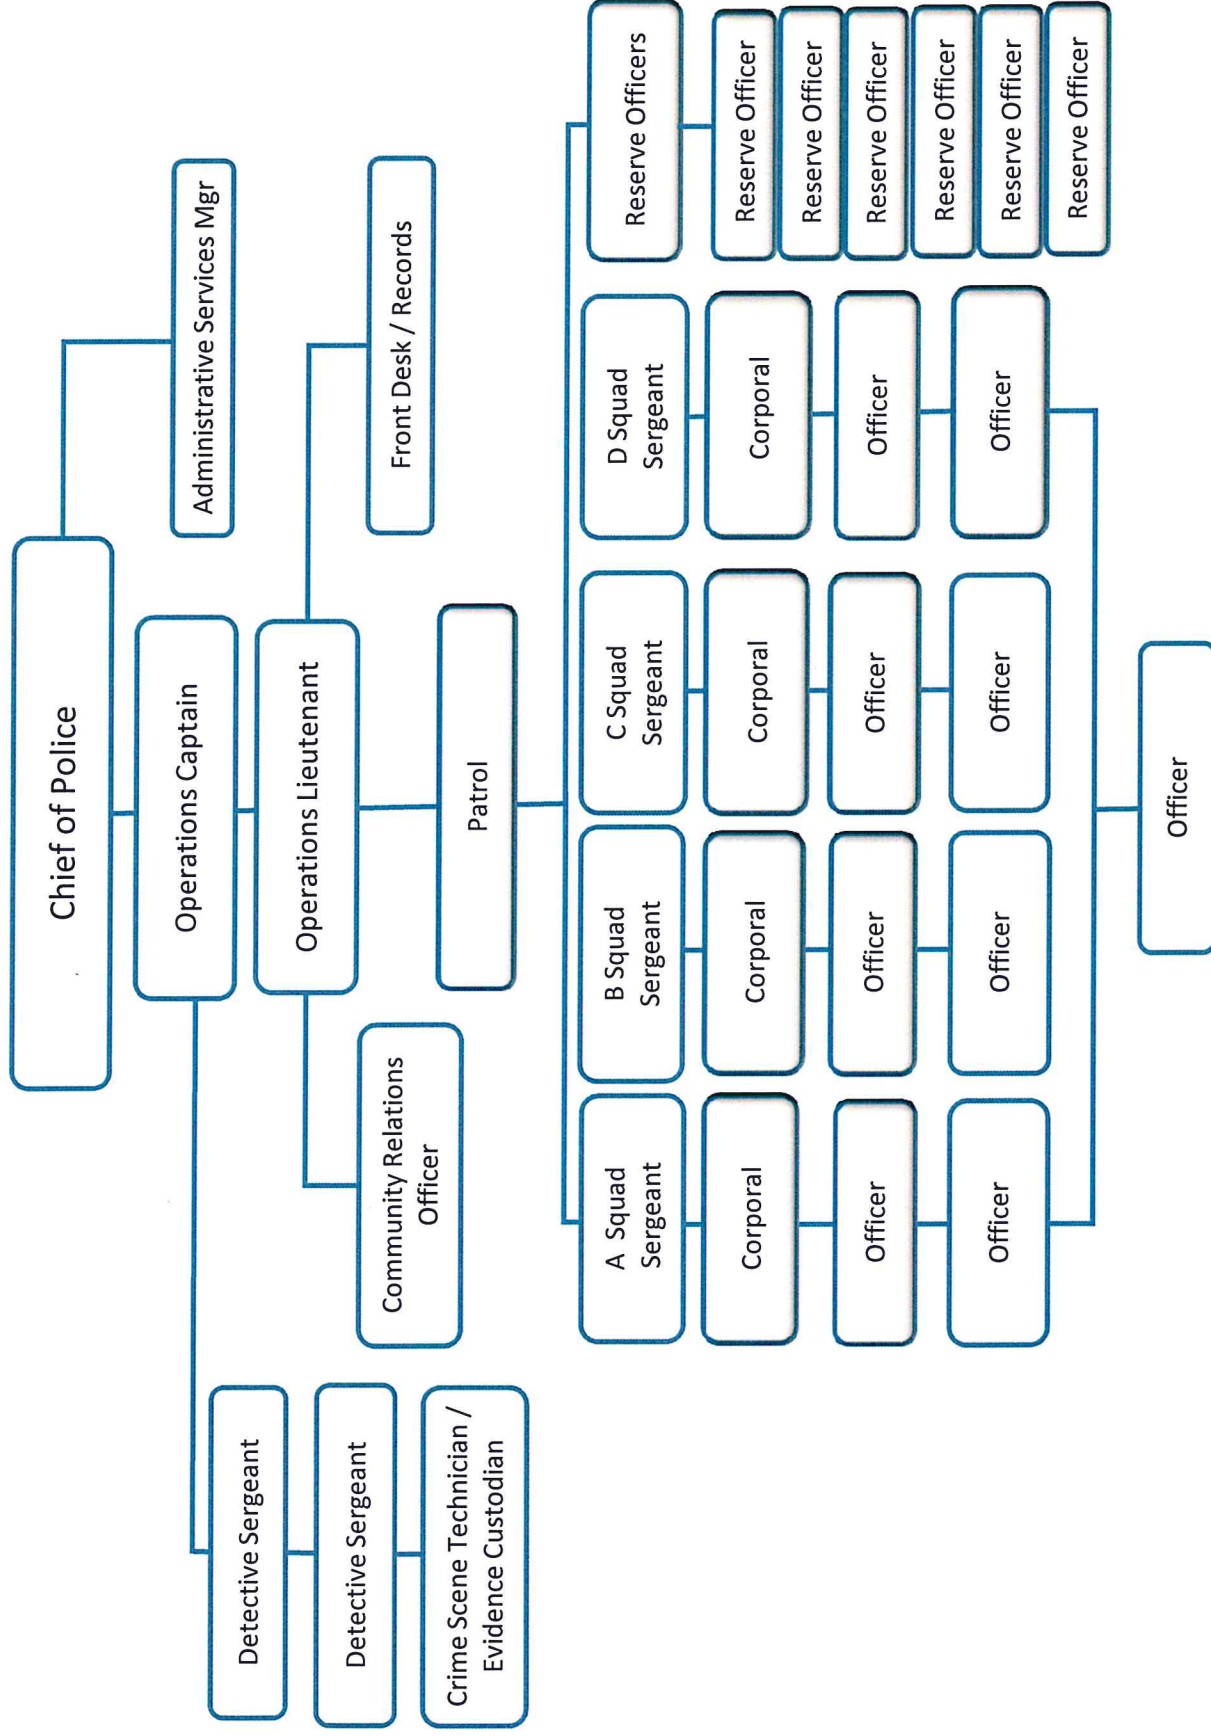 Chief of Police
Administrative Services Mgr
Operations Captain
Operations Lieutenant
Detective Sergeant
Detective Sergeant
Crime Scene Technician /
Evidence Custodian
Community Relations
Officer
Front Desk / Records
Patrol
A Squad
Sergeant
Corporal
Officer
Officer
B Squad
Sergeant
Corporal
Officer
Officer
C Squad
Sergeant
Corporal
Officer
Officer
D Squad
Sergeant
Corporal
Officer
Officer
Reserve Officers
Reserve Officer
Reserve Officer
Reserve Officer
Reserve Officer
Reserve Officer
Reserve Officer
Officer